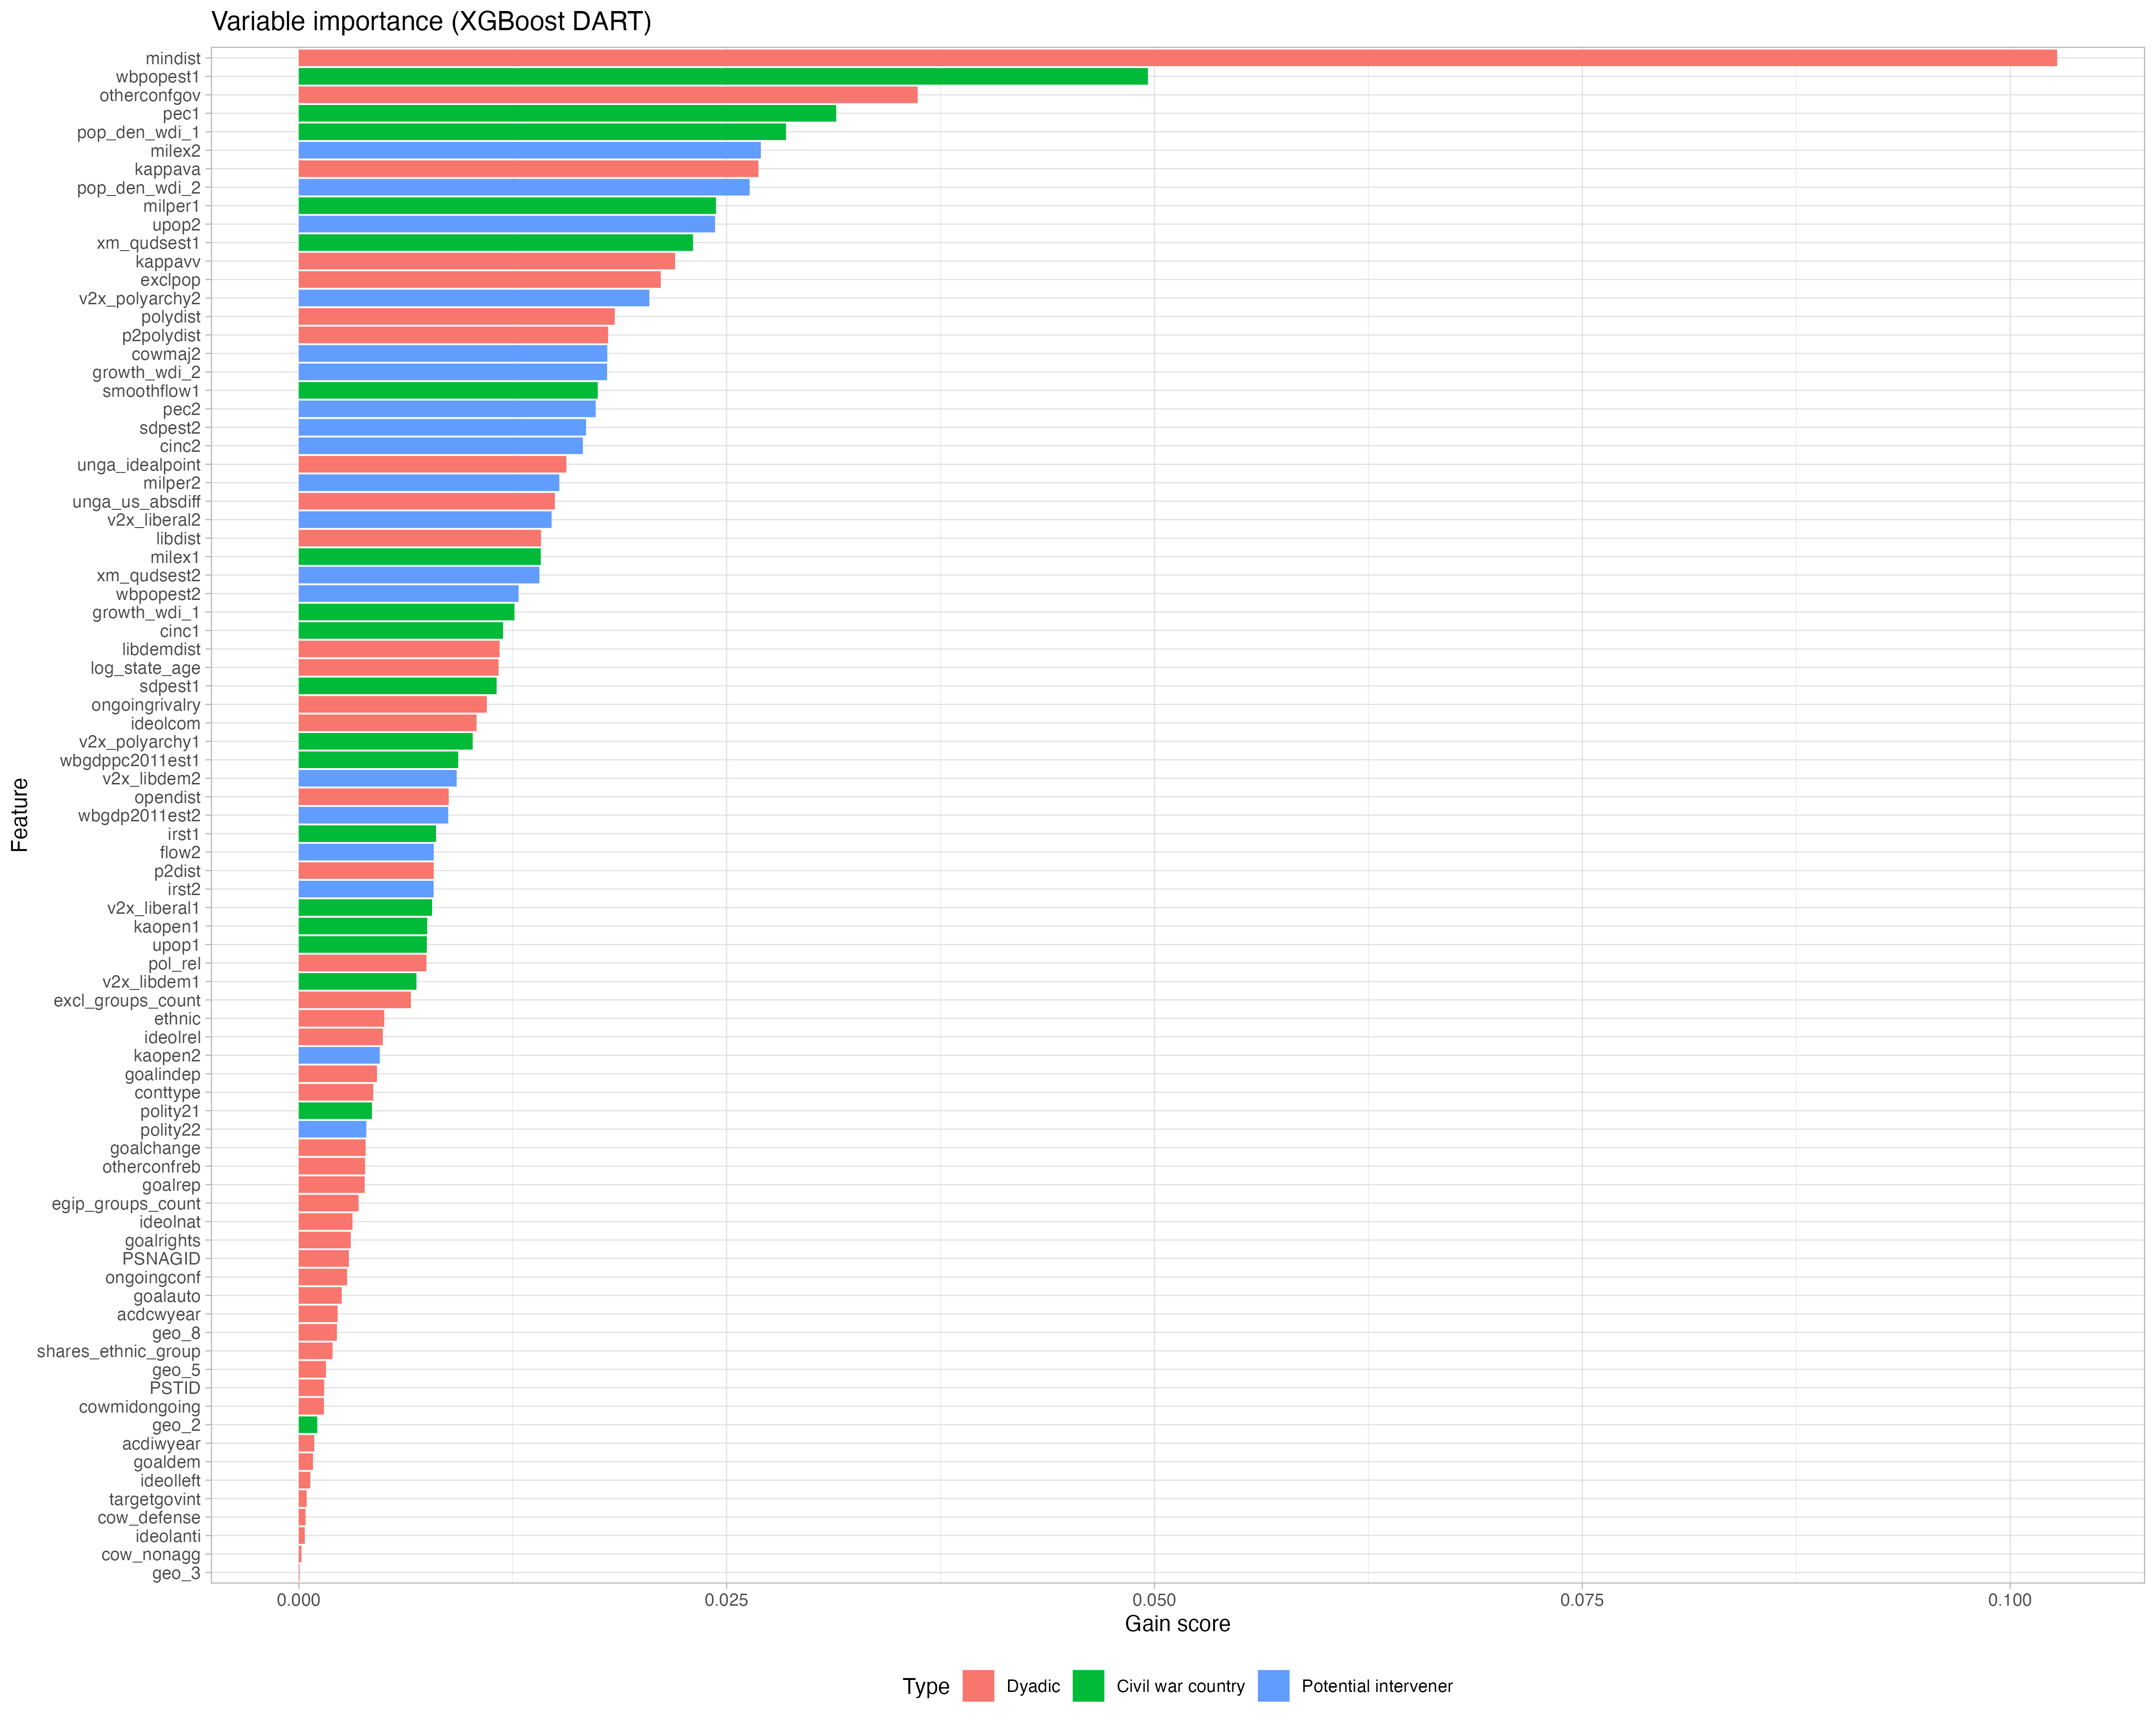 Variable importance (XGBoost DART)
mindist
wbpopest1
otherconfgov
pec1
pop_den_wdi_1
milex2
kappava
pop_den_wdi_2
milper1
upop2
xm_qudsest1
kappavv
exclpop
v2x_polyarchy2
polydist
p2polydist
cowmaj2
growth_wdi_2
smoothflow1
pec2
sdpest2
cinc2
unga_idealpoint
milper2
unga_us_absdiff
v2x_liberal2
libdist
milex1
xm_qudsest2
wbpopest2
growth_wdi_1
cinc1
libdemdist
log_state_age
sdpest1
ongoingrivalry
ideolcom
v2x_polyarchy1
wbgdppc2011est1
v2x_libdem2
opendist
wbgdp2011est2
irst1
flow2
p2dist
irst2
v2x_liberal1
kaopen1
upop1
pol_rel
v2x_libdem1
excl_groups_count
ethnic
ideolrel
kaopen2
goalindep
conttype
polity21
polity22
goalchange
otherconfreb
goalrep
egip_groups_count
ideolnat
goalrights
PSNAGID
ongoingconf
goalauto
acdcwyear
geo_8
shares_ethnic_group
geo_5
PSTID
cowmidongoing
geo_2
acdiwyear
goaldem
ideolleft
targetgovint
cow_defense
ideolanti
cow_nonagg
geo_3
Feature
0.000 0.025 0.050 0.075 0.100
Gain score
Type Dyadic Civil war country Potential intervener